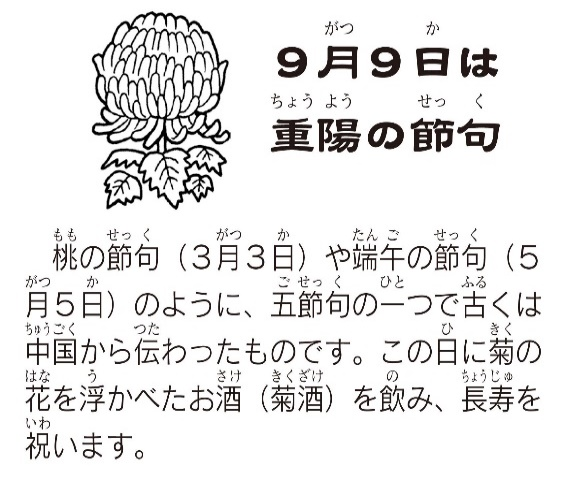 9月9日は
重陽の節句
桃の節句（3月3日）や端午の節句（5
月5日）のように、五節句の一つで古くは
中国から伝わったものです。この日に菊の
花を浮かべたお酒（菊酒）を飲み、長寿を
祝います。